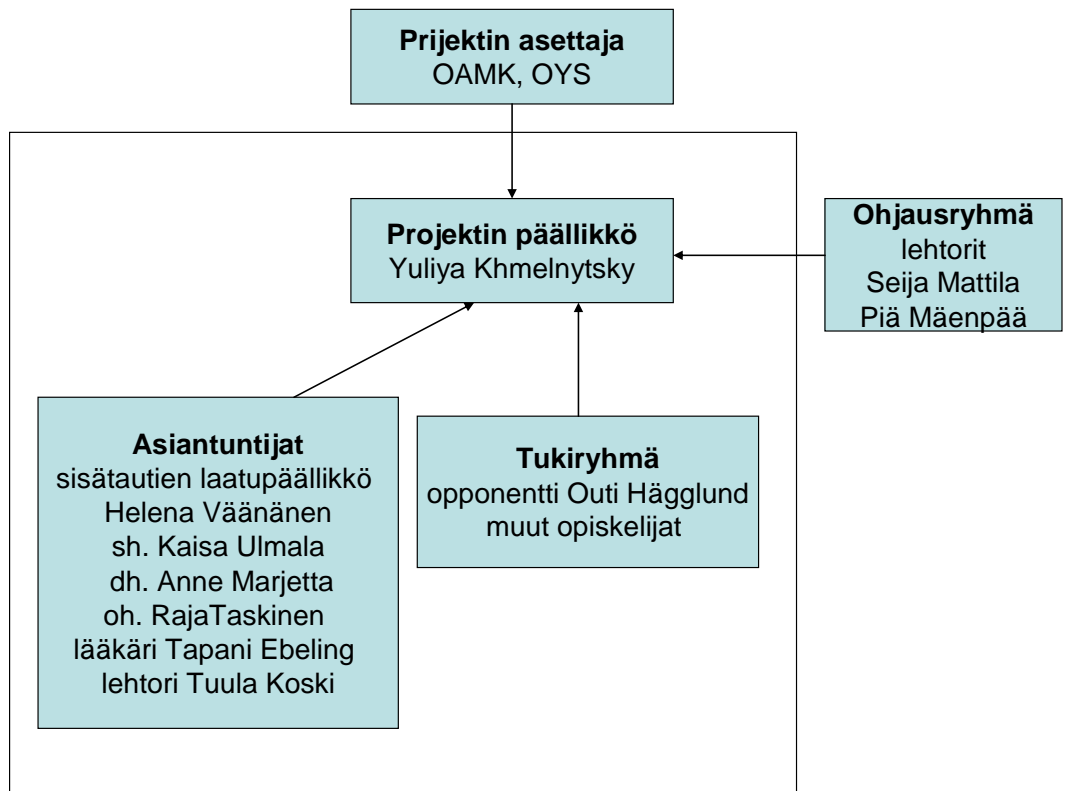 Prijektin asettaja
OAMK, OYS
Projektin päällikkö
Yuliya Khmelnytsky
Ohjausryhmä
lehtorit
Seija Mattila
Piä Mäenpää
Asiantuntijat
sisätautien laatupäällikkö
Helena Väänänen
sh. Kaisa Ulmala
dh. Anne Marjetta
oh. RajaTaskinen
lääkäri Tapani Ebeling
lehtori Tuula Koski
Tukiryhmä
opponentti Outi Hägglund
muut opiskelijat